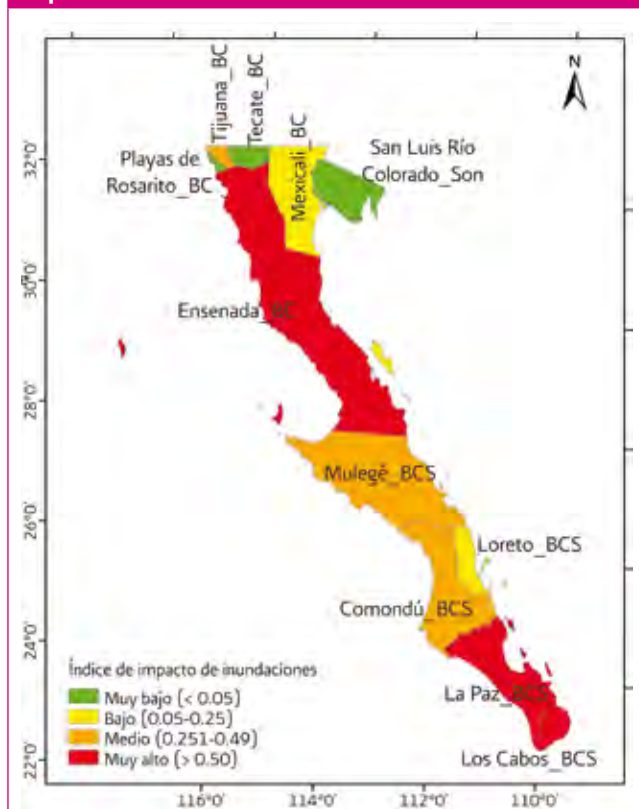 Tijuana_BC
Tecate_BC
N
Playas de
Rosarito_BC
Mexicali_BC
San Luis Río
Colorado_Son
Ensenada_BC
Mulegé_BCS
Loreto_BCS
Comondú_BCS
La Paz_BCS
Los Cabos_BCS
32°0'
30°0'
28°0'
26°0'
24°0'
22°0'
Índice de impacto de inundaciones
Muy bajo (< 0.05)
Bajo (0.05-0.25)
Medio (0.251-0.49)
Muy alto (> 0.50)
116°0'
114°0'
112°0'
110°0'